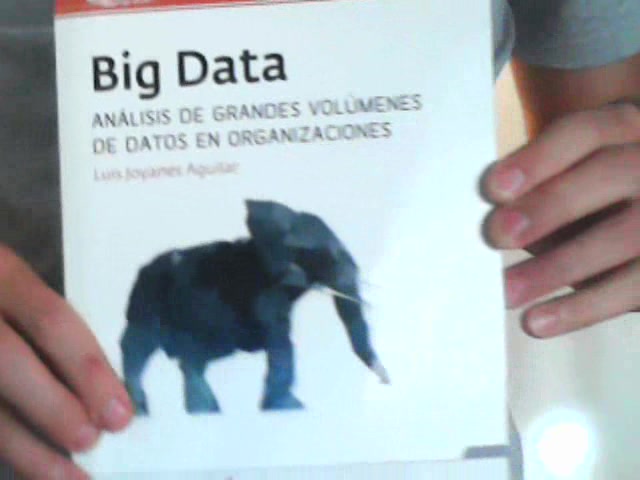 Big Data
ANÁLISIS DE GRANDES VOLÚMENES
DE DATOS EN ORGANIZACIONES
Luis Joyanes Aguilar